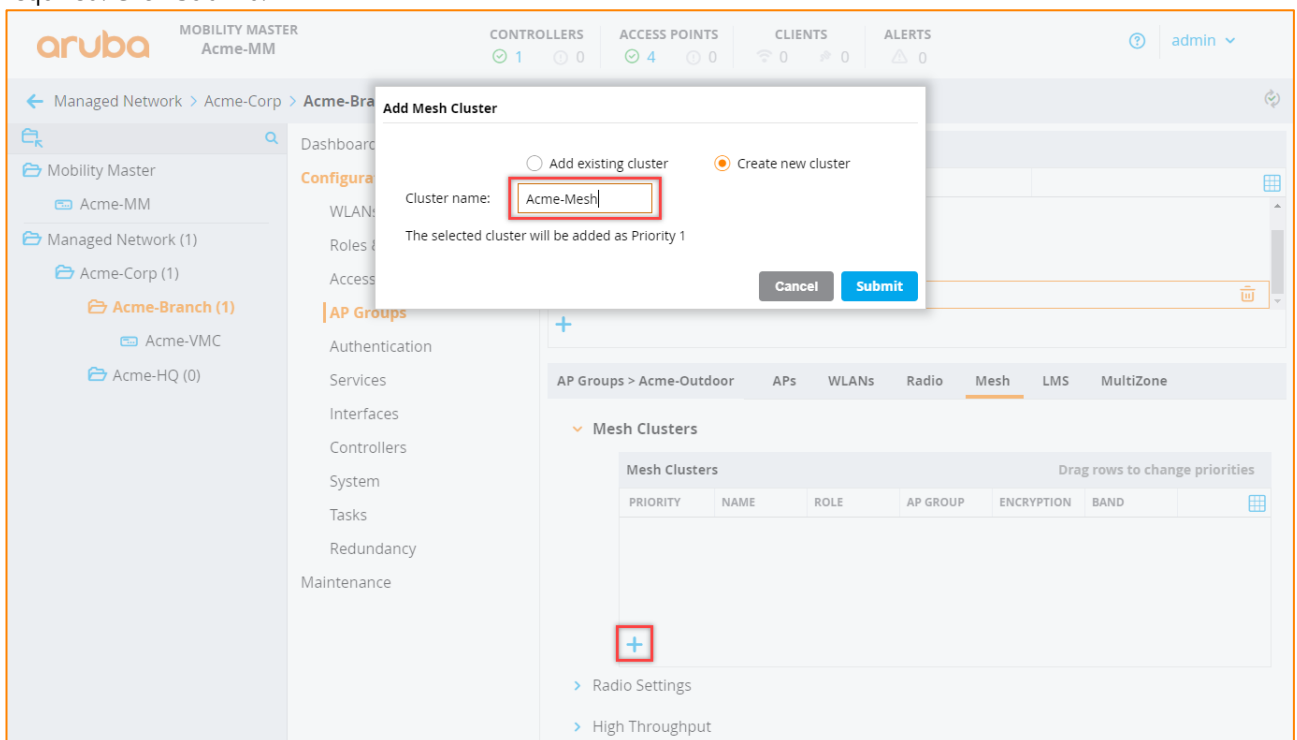 aruba
MOBILITY MASTER
Acme-MM
CONTROLLERS
1 0
ACCESS POINTS
4 0
CLIENTS
0 0
ALERTS
0
admin
Managed Network > Acme-Corp > Acme-Bra
Mobility Master
Acme-MM
Managed Network (1)
Acme-Corp (1)
Acme-Branch (1)
Acme-VMC
Acme-HQ (0)
Dashboard
Configura
WLANs
Roles &
Access
AP Groups
Authentication
Services
Interfaces
Controllers
System
Tasks
Redundancy
Maintenance
Add Mesh Cluster
Add existing cluster Create new cluster
Cluster name: Acme-Mesh
The selected cluster will be added as Priority 1
Cancel Submit
AP Groups > Acme-Outdoor APs WLANs Radio Mesh LMS MultiZone
Mesh Clusters
Mesh Clusters Drag rows to change priorities
PRIORITY NAME ROLE AP GROUP ENCRYPTION BAND
Radio Settings
High Throughput